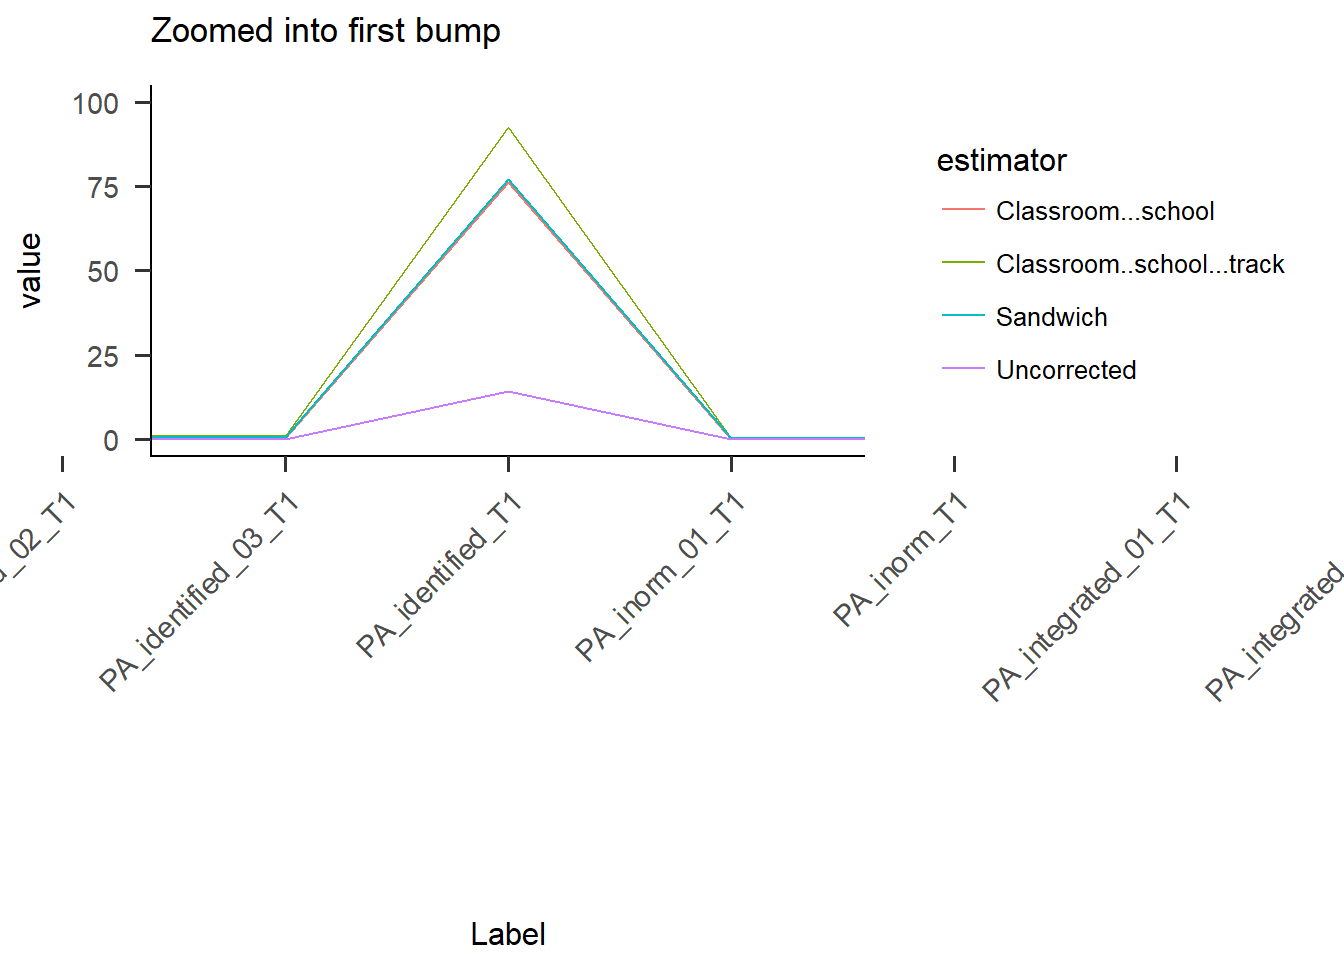 Zoomed into first bump
100
75
50
25
0
value
estimator
Classroom...school
Classroom..school...track
Sandwich
Uncorrected
_02_T1
PA_identified_03_T1
PA_identified_T1
PA_inorm_01_T1
PA_inorm_T1
PA_integrated_01_T1
PA_integrated
Label